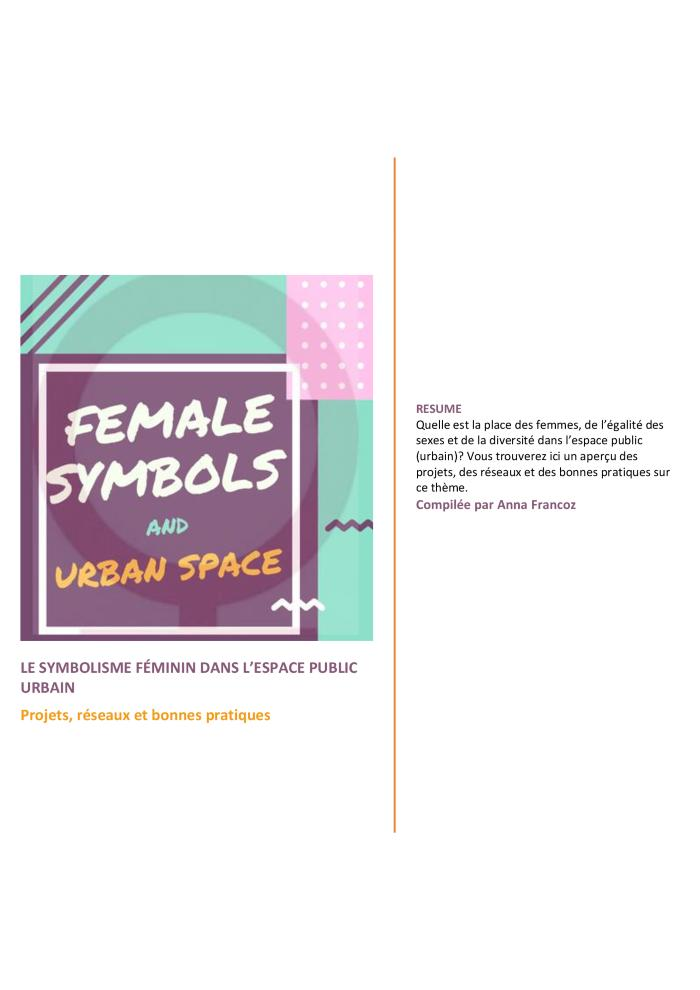 FEMALE
SYMBOLS
AND
URBAN SPACE
LE SYMBOLISME FÉMININ DANS L’ESPACE PUBLIC
URBAIN
Projets, réseaux et bonnes pratiques
RESUME
Quelle est la place des femmes, de l’égalité des
sexes et de la diversité dans l’espace public
(urbain)? Vous trouverez ici un aperçu des
projets, des réseaux et des bonnes pratiques sur
ce thème.
Compilée par Anna Francoz